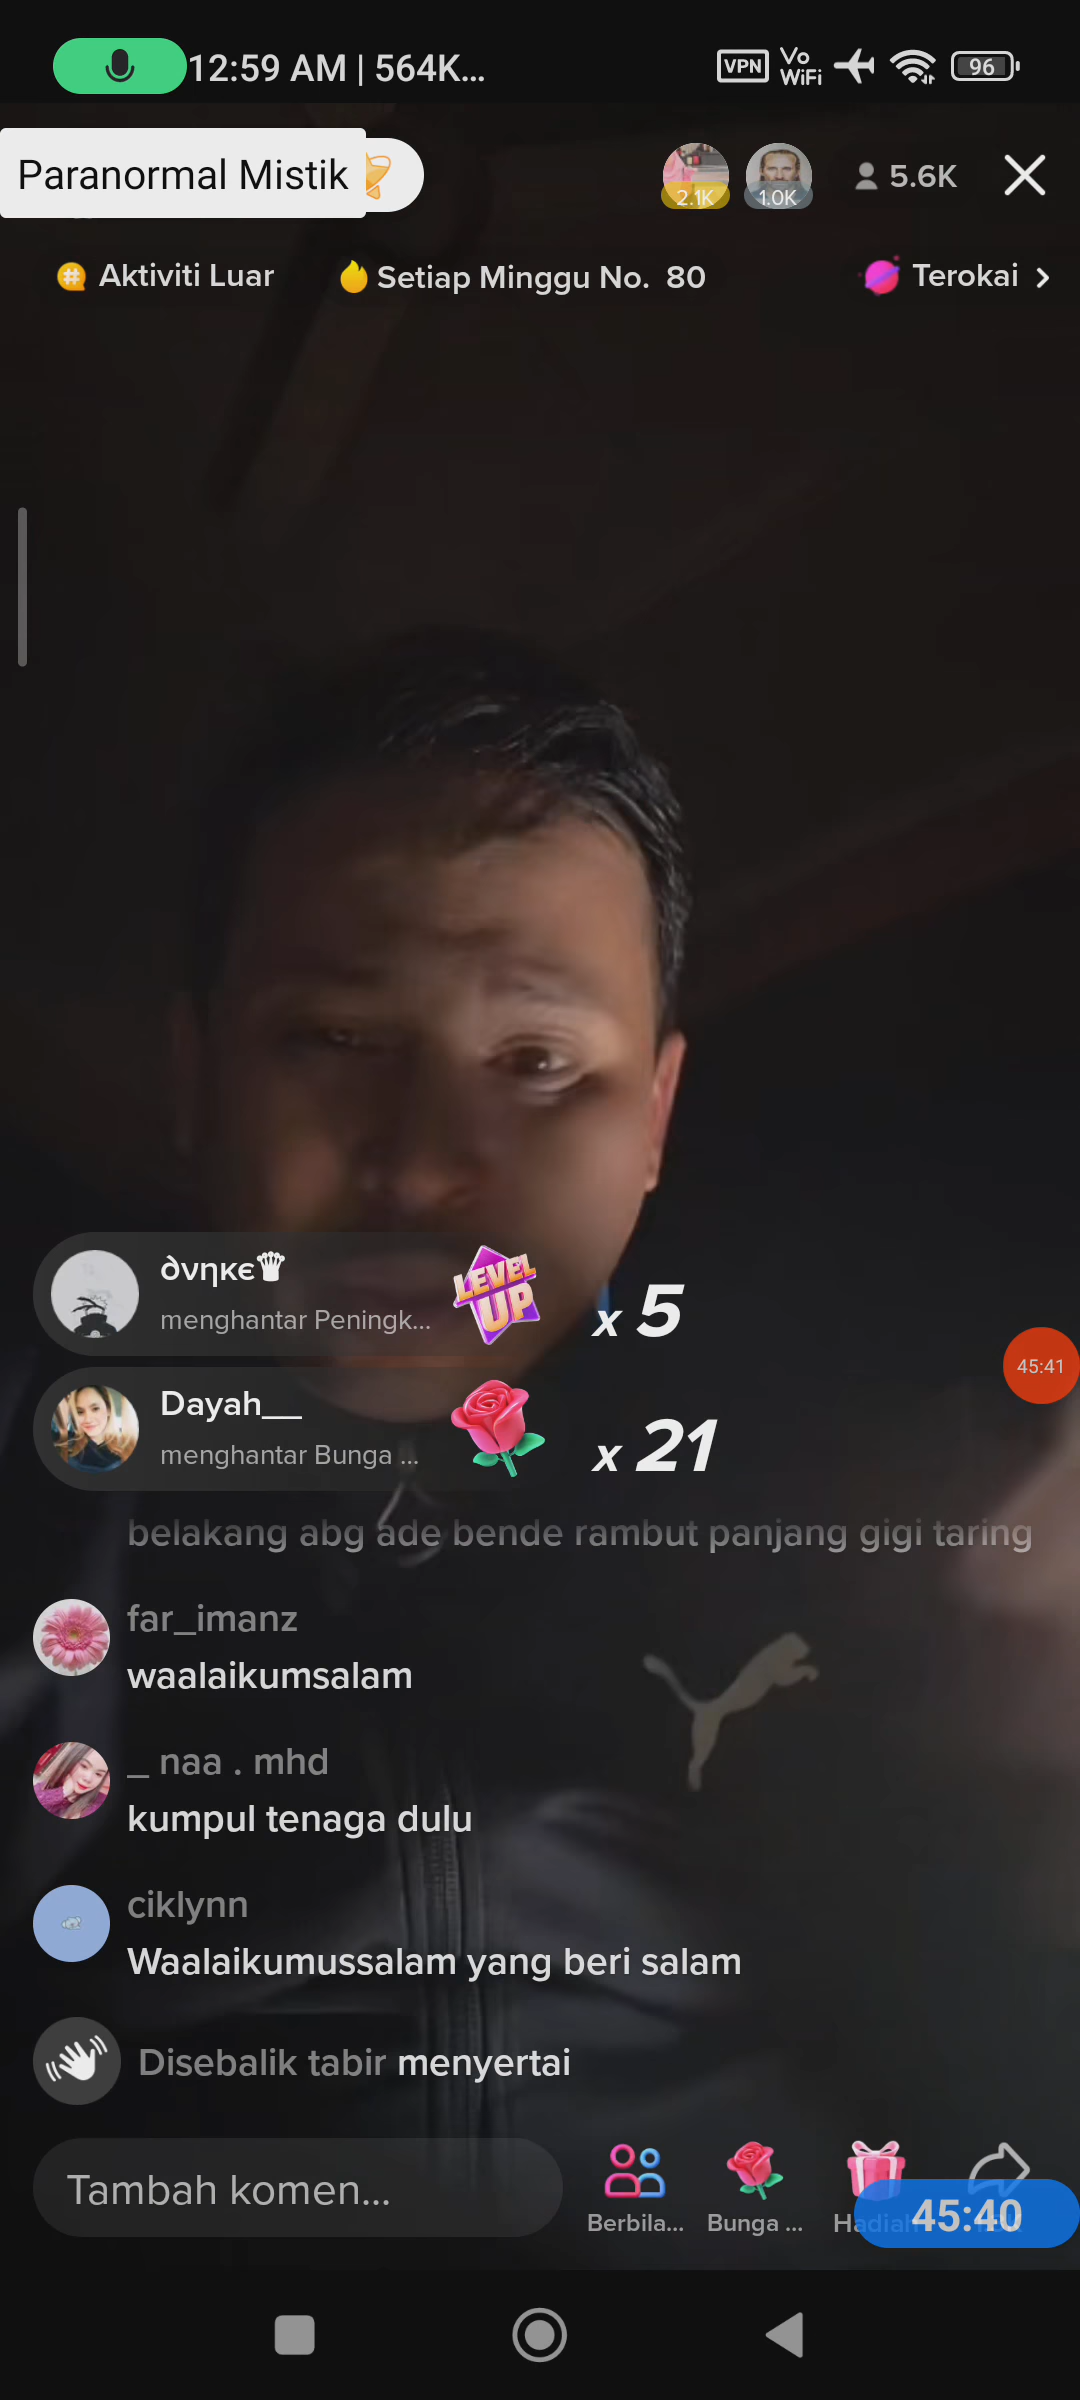 12:59 AM | 564K...
VPN
Vo
WiFi
96
Paranormal Mistik
2.1K
1.0K
5.6K
Aktiviti Luar
Setiap Minggu No. 80
Terokai
∂νηкє♛
menghantar Peningk...
LEVEL
UP
x 5
45:41
Dayah__
menghantar Bunga ...
x 21
belakang abg ade bende rambut panjang gigi taring
far_imanz
waalaikumsalam
_ naa . mhd
kumpul tenaga dulu
ciklynn
Waalaikumussalam yang beri salam
Disebalik tabir menyertai
Tambah komen...
Berbila...
Bunga ...
Hadiah
45:40